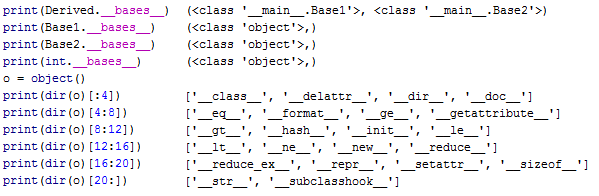 print(Derived.__bases__) (<class '__main__.Base1'>, <class '__main__.Base2'>)
print(Base1.__bases__) (<class 'object'>,)
print(Base2.__bases__) (<class 'object'>,)
print(int.__bases__) (<class 'object'>,)
o = object()
print(dir(o)[:4]) ['__class__', '__delattr__', '__dir__', '__doc__']
print(dir(o)[4:8]) ['__eq__', '__format__', '__ge__', '__getattribute__']
print(dir(o)[8:12]) ['__gt__', '__hash__', '__init__', '__le__']
print(dir(o)[12:16]) ['__lt__', '__ne__', '__new__', '__reduce__']
print(dir(o)[16:20]) ['__reduce_ex__', '__repr__', '__setattr__', '__sizeof__']
print(dir(o)[20:]) ['__str__', '__subclasshook__']